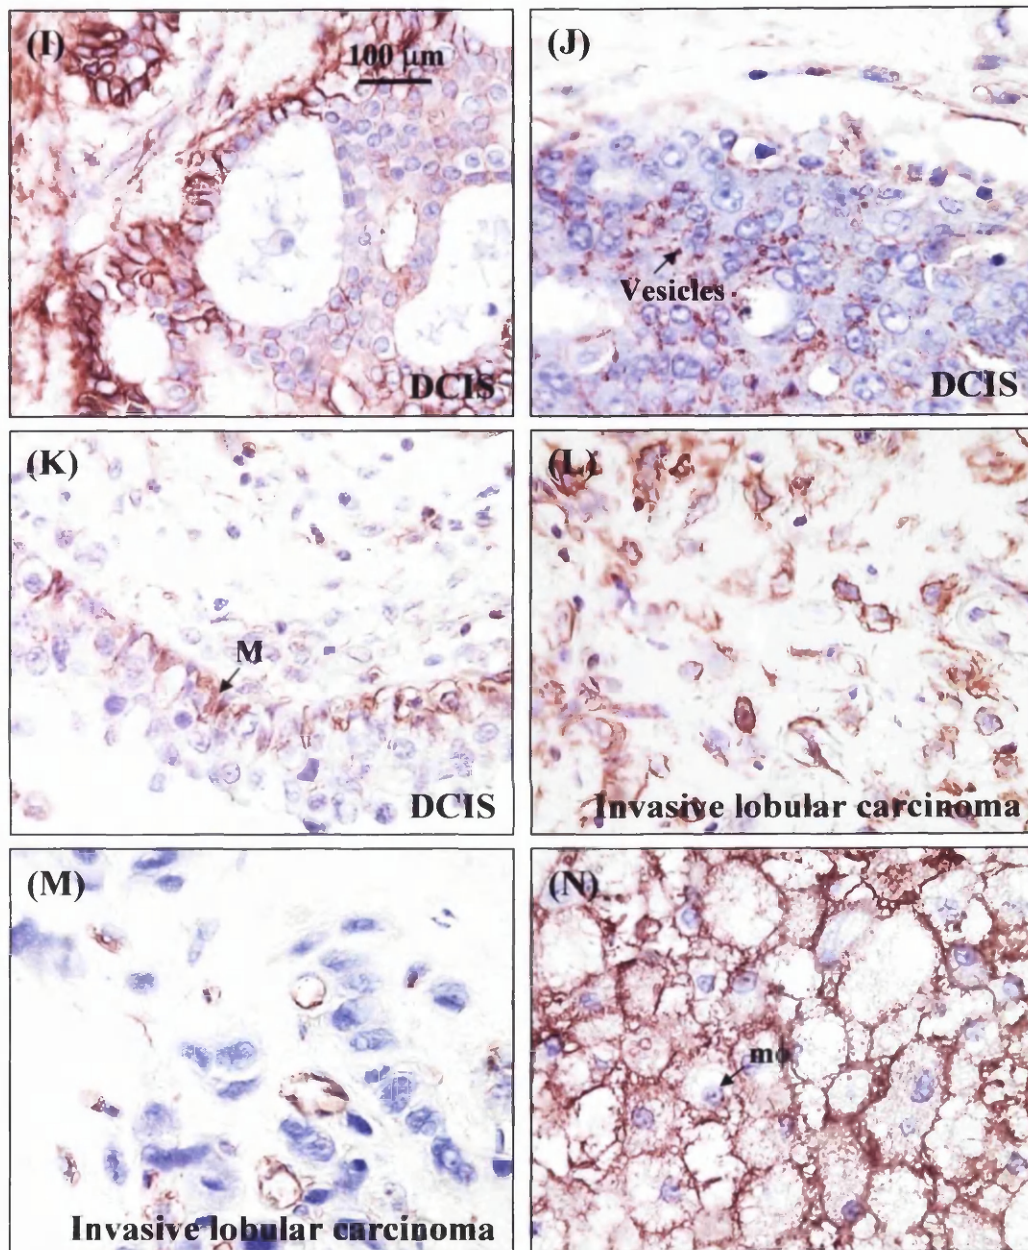 (I)
100 μm
DCIS
(J)
Vesicles
DCIS
(K)
M
DCIS
(L)
Invasive lobular carcinoma
(M)
Invasive lobular carcinoma
(N)
mo